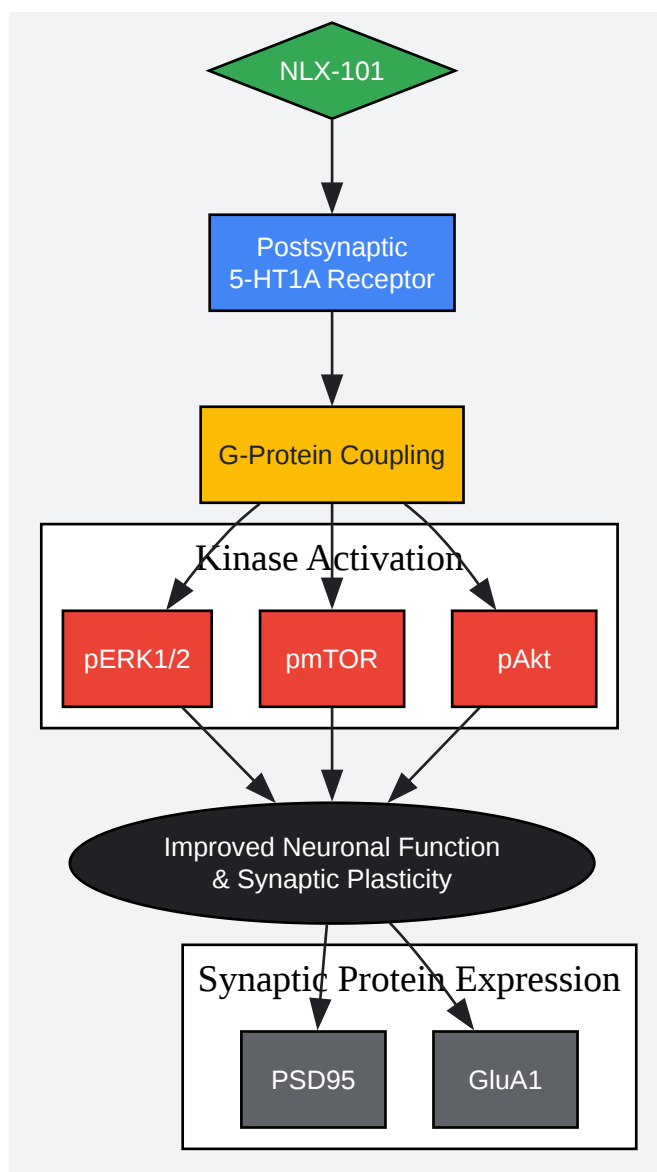 NLX-101
Postsynaptic
5-HT1A Receptor
G-Protein Coupling
Kinase Activation
pERK1/2
pmTOR
pAkt
Improved Neuronal Function
& Synaptic Plasticity
Synaptic Protein Expression
PSD95
GluA1